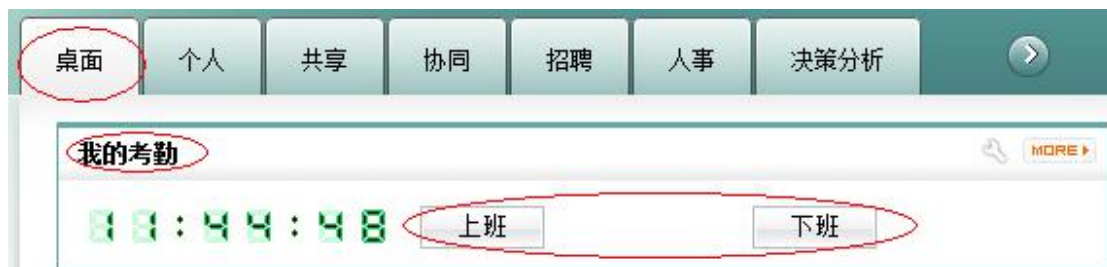 桌面 个人 共享 协同 招聘 人事 决策分析
我的考勤 MORE
11:44:48 上班 下班